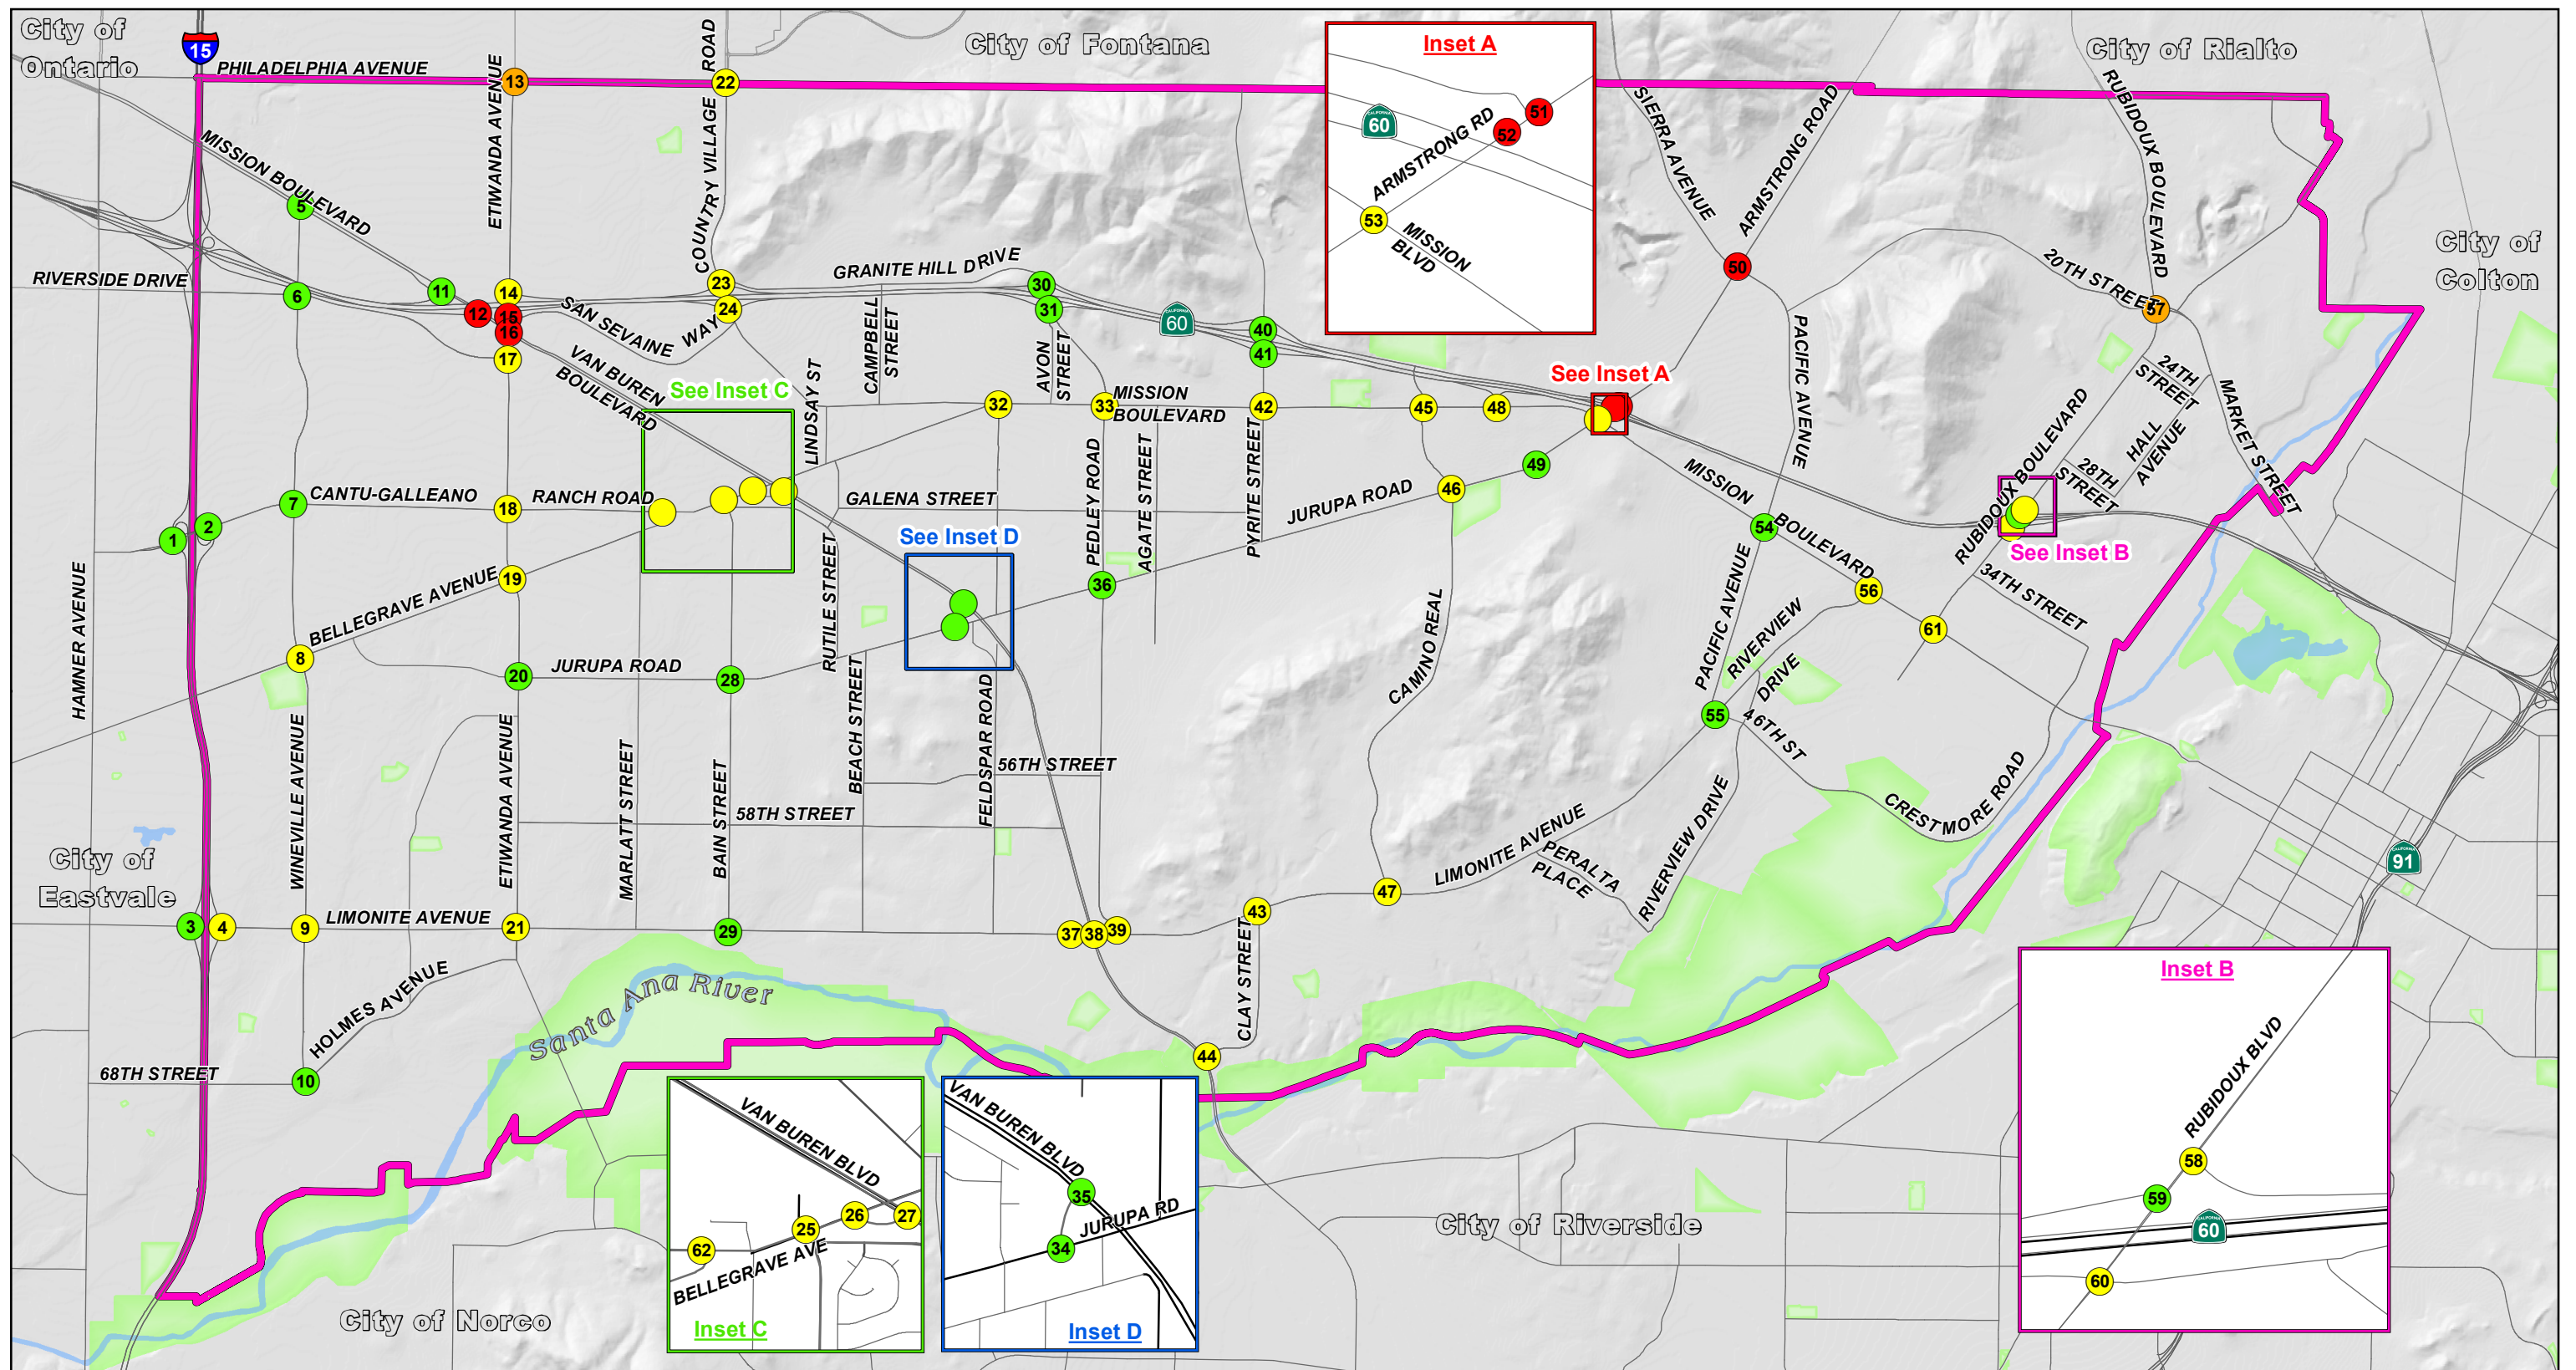 City of
Ontario
15
PHILADELPHIA AVENUE
ETIWANDA AVENUE
13
COUNTRY VILLAGE ROAD
22
City of Fontana
Inset A
CALIFORNIA
60
ARMSTRONG RD
51
52
53
MISSION
BLVD
SIERRA AVENUE
ARMSTRONG ROAD
City of Rialto
RUBIDOUX BOULEVARD
City of
Colton
MISSION BOULEVARD
5
RIVERSIDE DRIVE
6
11
12
14
15
16
17
SAN SEVAINE WAY
23
24
GRANITE HILL DRIVE
30
31
CALIFORNIA
60
40
41
50
20TH STREET
57
VAN BUREN
BOULEVARD
See Inset C
LINDSAY ST
CAMPBELL
STREET
AVON
STREET
32
33
MISSION
BOULEVARD
42
45
48
See Inset A
PACIFIC AVENUE
24TH
STREET
MARKET STREET
HALL
AVENUE
28TH
STREET
RUBIDOUX BOULEVARD
See Inset B
1
2
7
CANTU-GALLEANO
18
RANCH ROAD
GALENA STREET
See Inset D
PEDLEY ROAD
AGATE STREET
PYRITE STREET
JURUPA ROAD
46
49
MISSION
54
BOULEVARD
56
61
34TH STREET
HAMNER AVENUE
8
BELLEGRAVE AVENUE
19
20
JURUPA ROAD
28
RUTILE STREET
BEACH STREET
36
FELDSPAR ROAD
CAMINO REAL
PACIFIC AVENUE
RIVERVIEW
DRIVE
55
46TH ST
WINEVILLE AVENUE
ETIWANDA AVENUE
MARLATT STREET
BAIN STREET
56TH STREET
58TH STREET
CRESTMORE ROAD
City of
Eastvale
3
4
9
LIMONITE AVENUE
21
29
37
38
39
43
47
LIMONITE AVENUE
PERALTA
PLACE
RIVERVIEW DRIVE
CALIFORNIA
91
HOLMES AVENUE
68TH STREET
10
Santa Ana River
CLAY STREET
44
VAN BUREN BLVD
62
25
26
27
BELLEGRAVE AVE
Inset C
VAN BUREN BLVD
35
34
JURUPA RD
Inset D
Inset B
RUBIDOUX BLVD
58
59
CALIFORNIA
60
60
City of Riverside
City of Norco